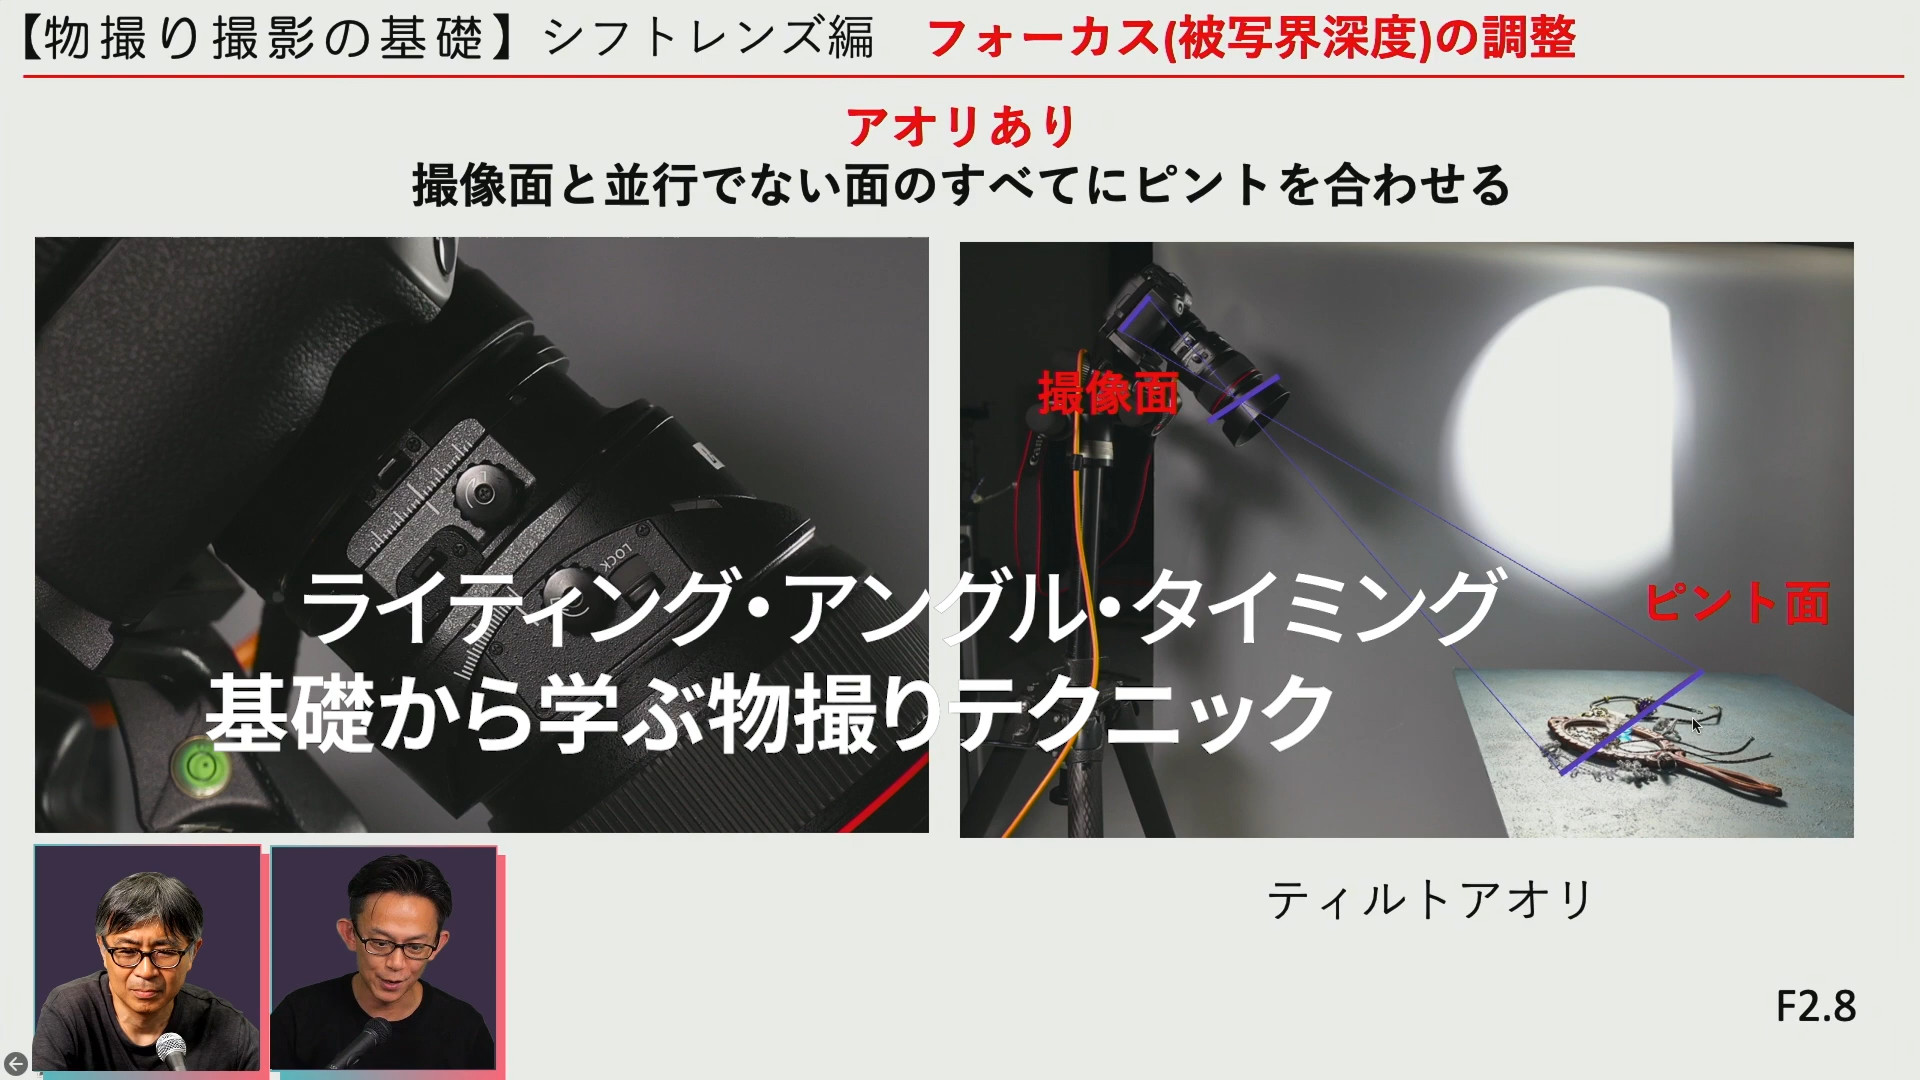 【物撮り撮影の基礎】シフトレンズ編 フォーカス(被写界深度)の調整
アオリあり
撮像面と並行でない面のすべてにピントを合わせる
撮像面
LOCK
ライティング・アングル・タイミング
ピント面
基礎から学ぶ物撮りテクニック
ティルトアオリ
F2.8